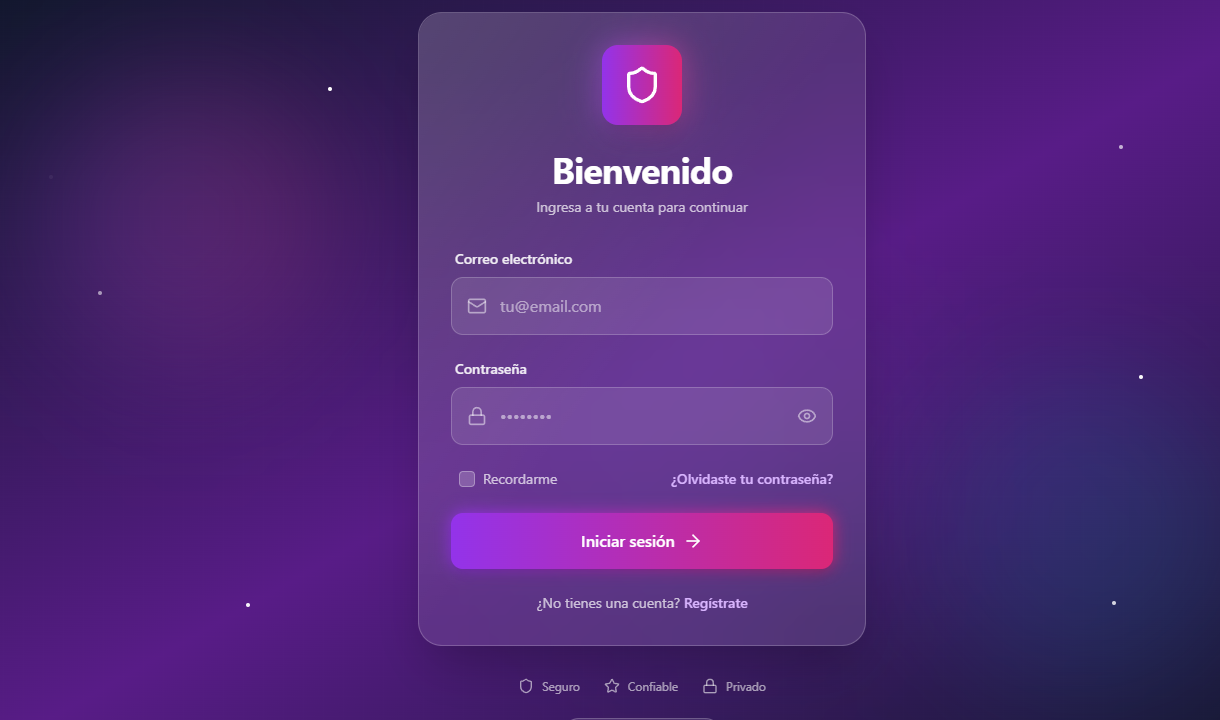 Bienvenido
Ingresa a tu cuenta para continuar
Correo electrónico
tu@email.com
Contraseña
••••••••
Recordarme
¿Olvidaste tu contraseña?
Iniciar sesión →
¿No tienes una cuenta? Regístrate
Seguro
Confiable
Privado